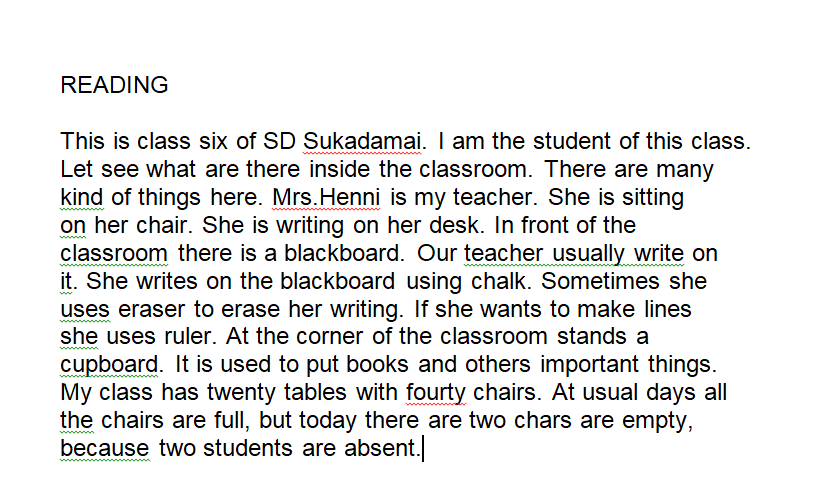 READING
This is class six of SD Sukadamai. I am the student of this class.
Let see what are there inside the classroom. There are many
kind of things here. Mrs.Henni is my teacher. She is sitting
on her chair. She is writing on her desk. In front of the
classroom there is a blackboard. Our teacher usually write on
it. She writes on the blackboard using chalk. Sometimes she
uses eraser to erase her writing. If she wants to make lines
she uses ruler. At the corner of the classroom stands a
cupboard. It is used to put books and others important things.
My class has twenty tables with fourty chairs. At usual days all
the chairs are full, but today there are two chars are empty,
because two students are absent.